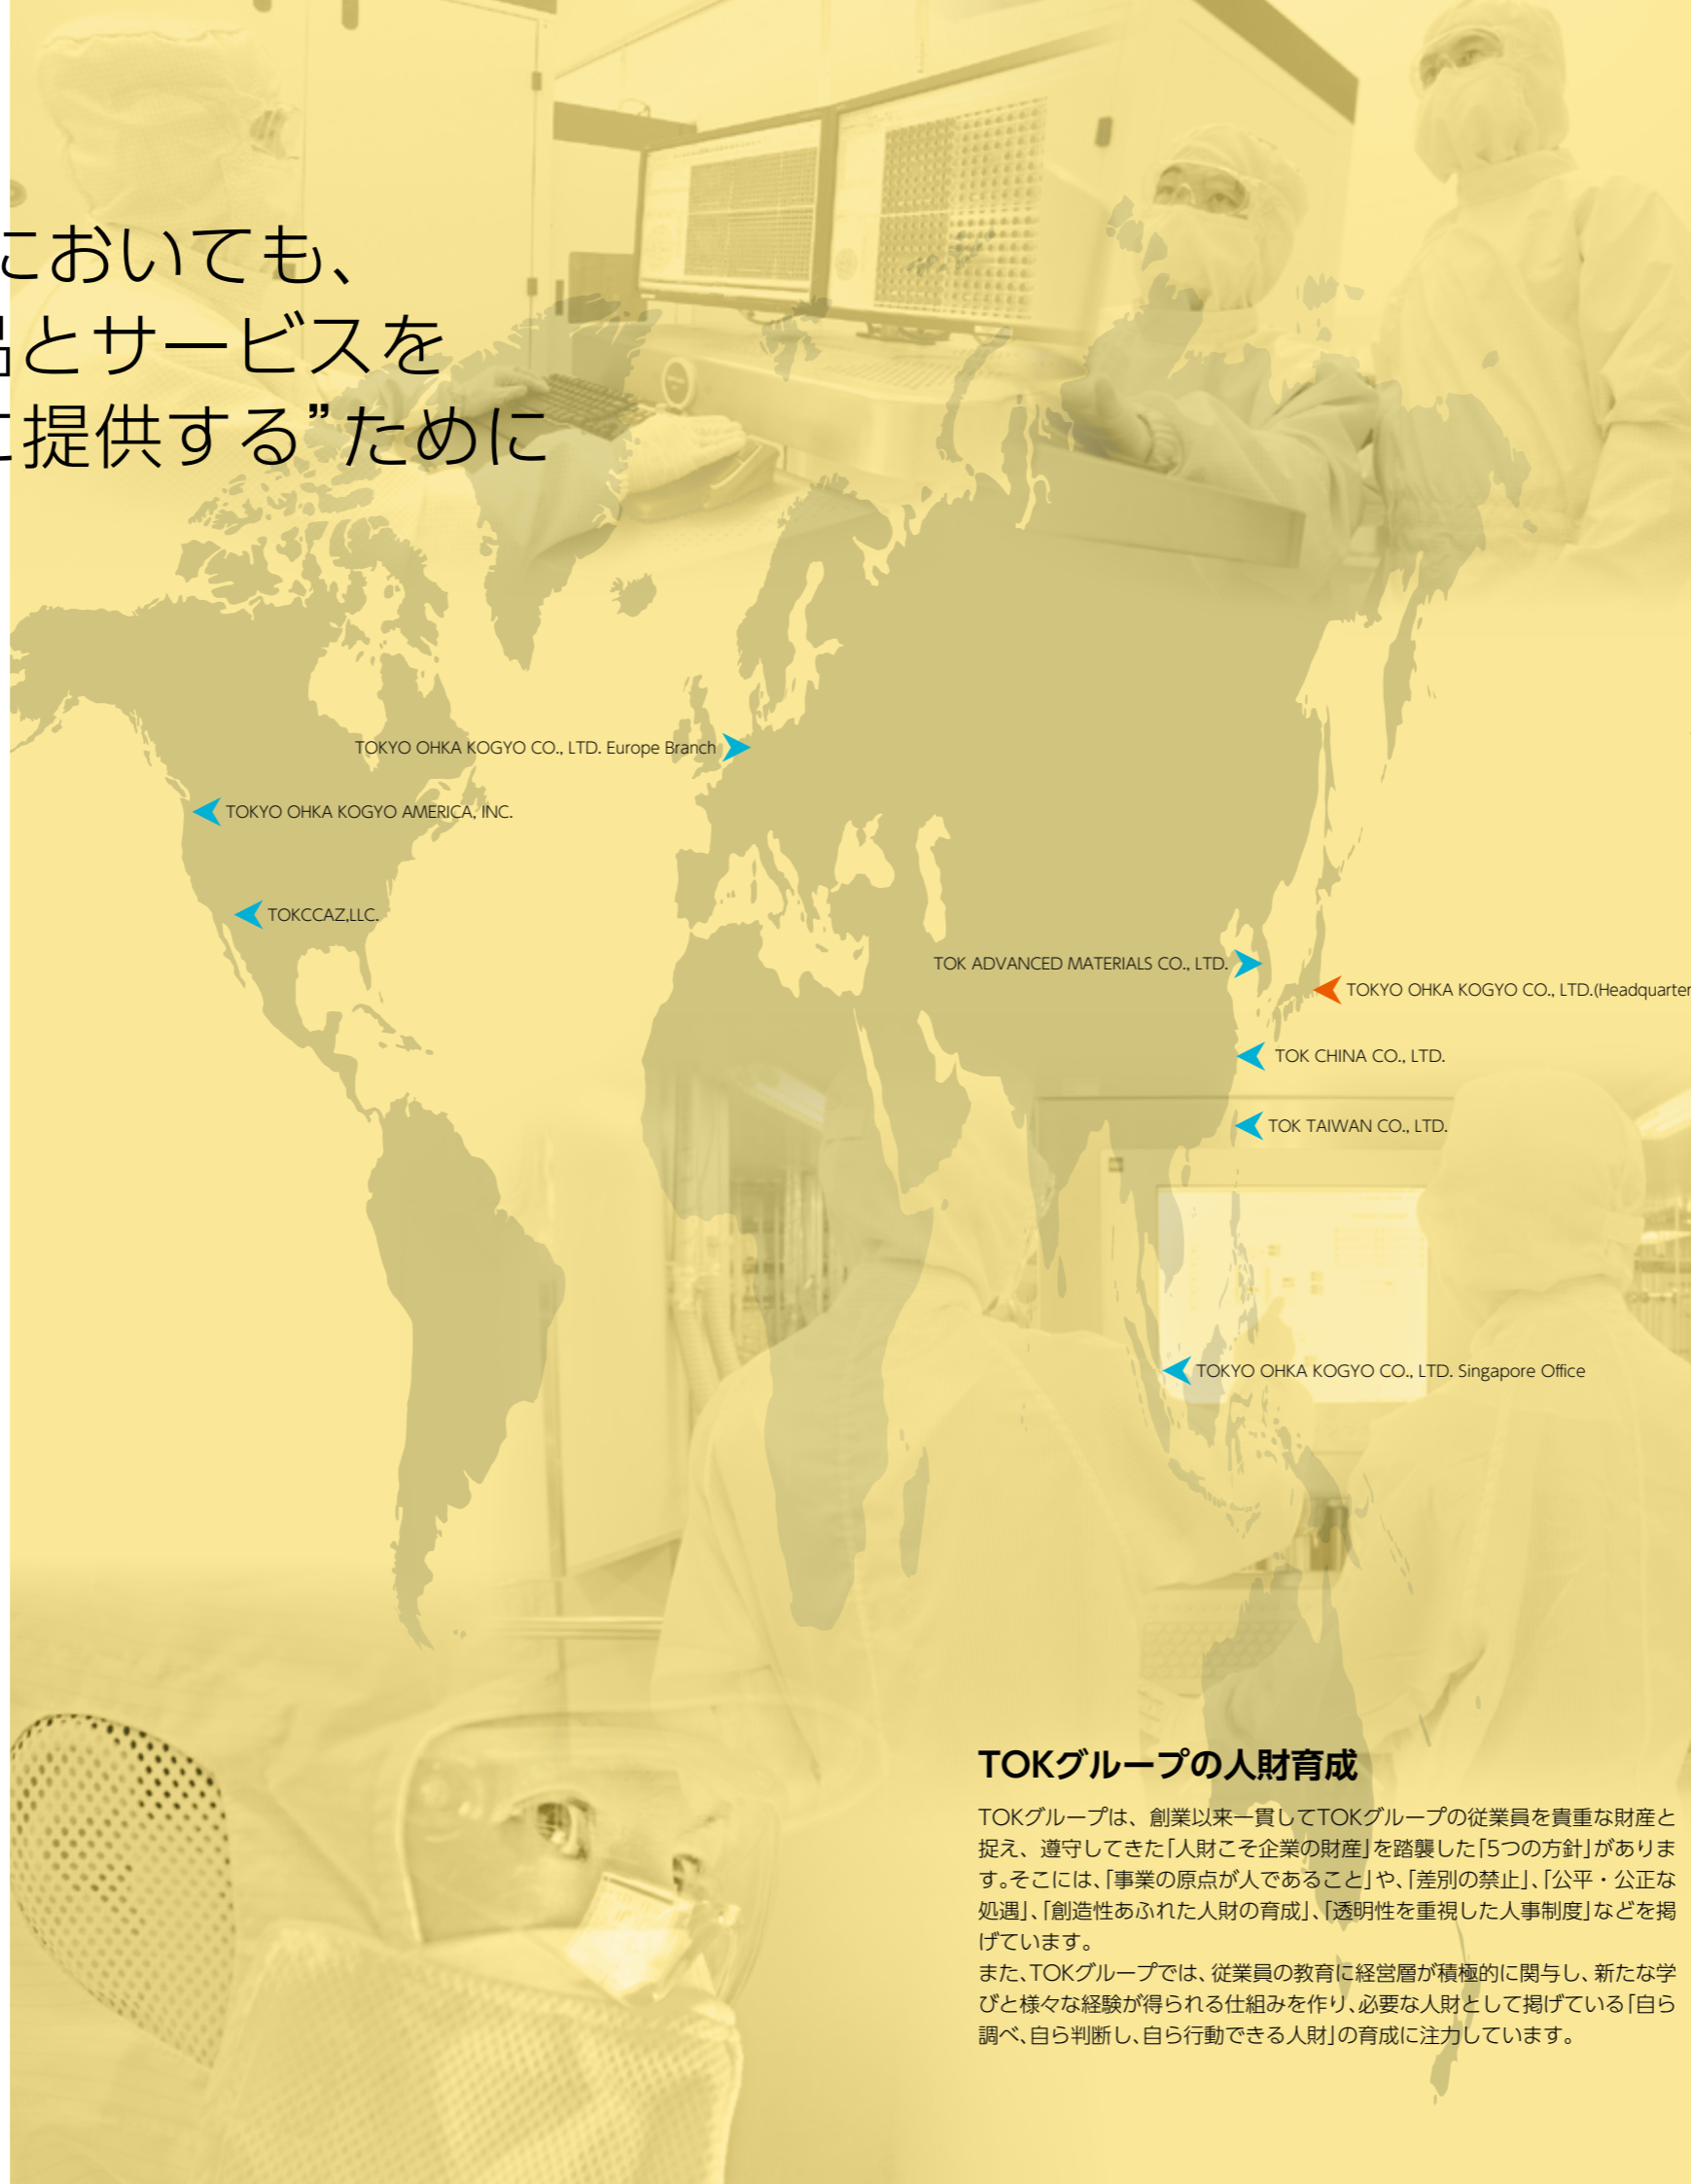 においても、
品とサービスを
に提供する”ために
TOKYO OHKA KOGYO CO., LTD. Europe Branch
TOKYO OHKA KOGYO AMERICA, INC.
TOKCCAZ,LLC.
TOK ADVANCED MATERIALS CO., LTD.
TOKYO OHKA KOGYO CO., LTD.(Headquarter
TOK CHINA CO., LTD.
TOK TAIWAN CO., LTD.
TOKYO OHKA KOGYO CO., LTD. Singapore Office
TOKグループの人財育成
TOKグループは、創業以来一貫してTOKグループの従業員を貴重な財産と
捉え、遵守してきた「人財こそ企業の財産」を踏襲した「5つの方針」がありま
す。そこには、「事業の原点が人であること」や、「差別の禁止」、「公平・公正な
処遇」、「創造性あふれた人財の育成」、「透明性を重視した人事制度」などを掲
げています。
また、TOKグループでは、従業員の教育に経営層が積極的に関与し、新たな学
びと様々な経験が得られる仕組みを作り、必要な人財として掲げている「自ら
調べ、自ら判断し、自ら行動できる人財」の育成に注力しています。